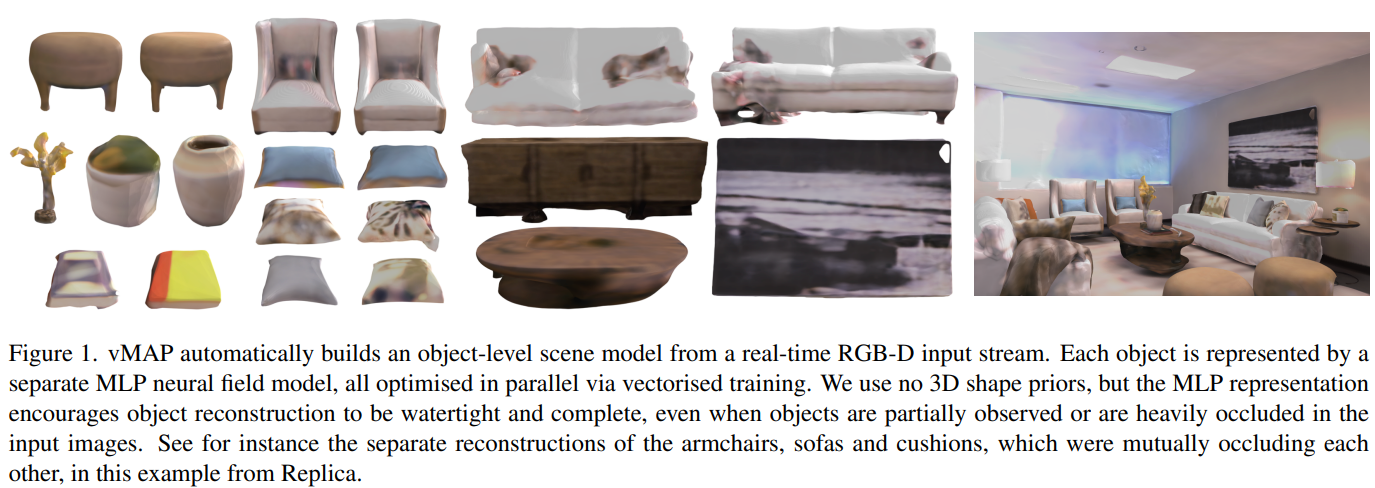 Figure 1. vMAP automatically builds an object-level scene model from a real-time RGB-D input stream. Each object is represented by a
separate MLP neural field model, all optimised in parallel via vectorised training. We use no 3D shape priors, but the MLP representation
encourages object reconstruction to be watertight and complete, even when objects are partially observed or are heavily occluded in the
input images. See for instance the separate reconstructions of the armchairs, sofas and cushions, which were mutually occluding each
other, in this example from Replica.